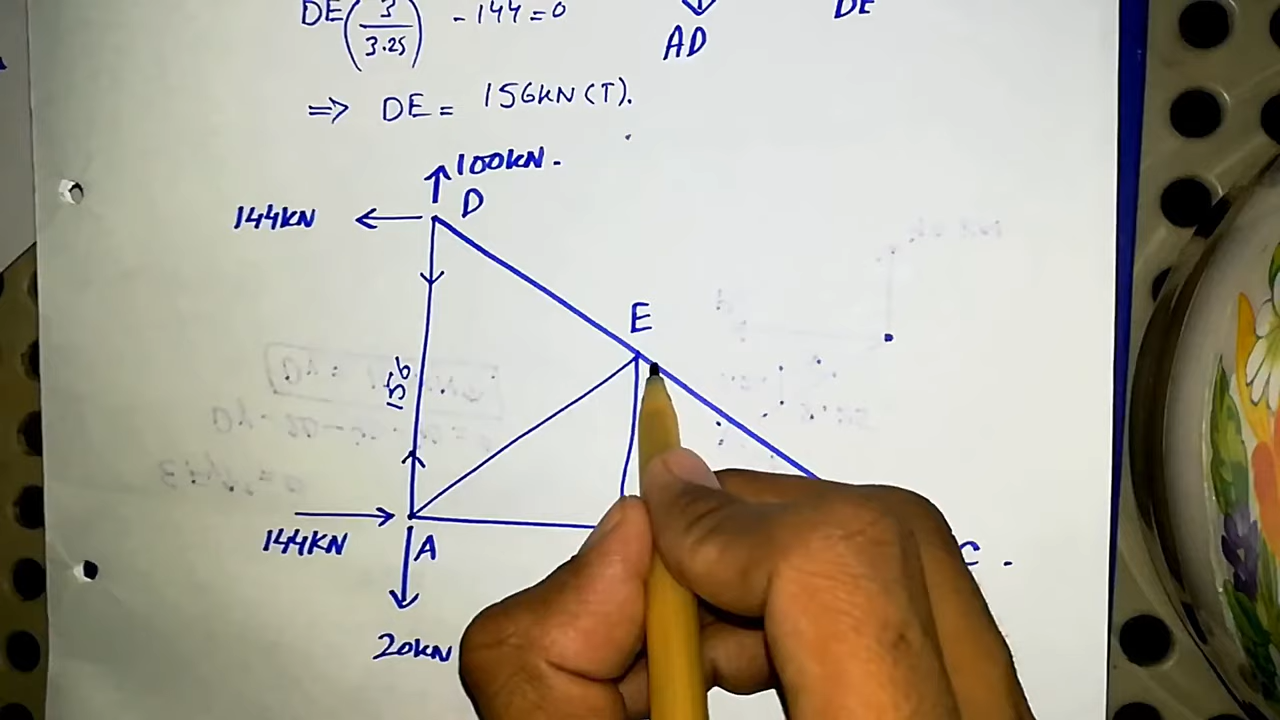 DE(3/3.25) - 144 = 0
AD
DE
=> DE = 156KN (T).
100KN.
D
144KN
E
156
144KN
A
C.
20KN